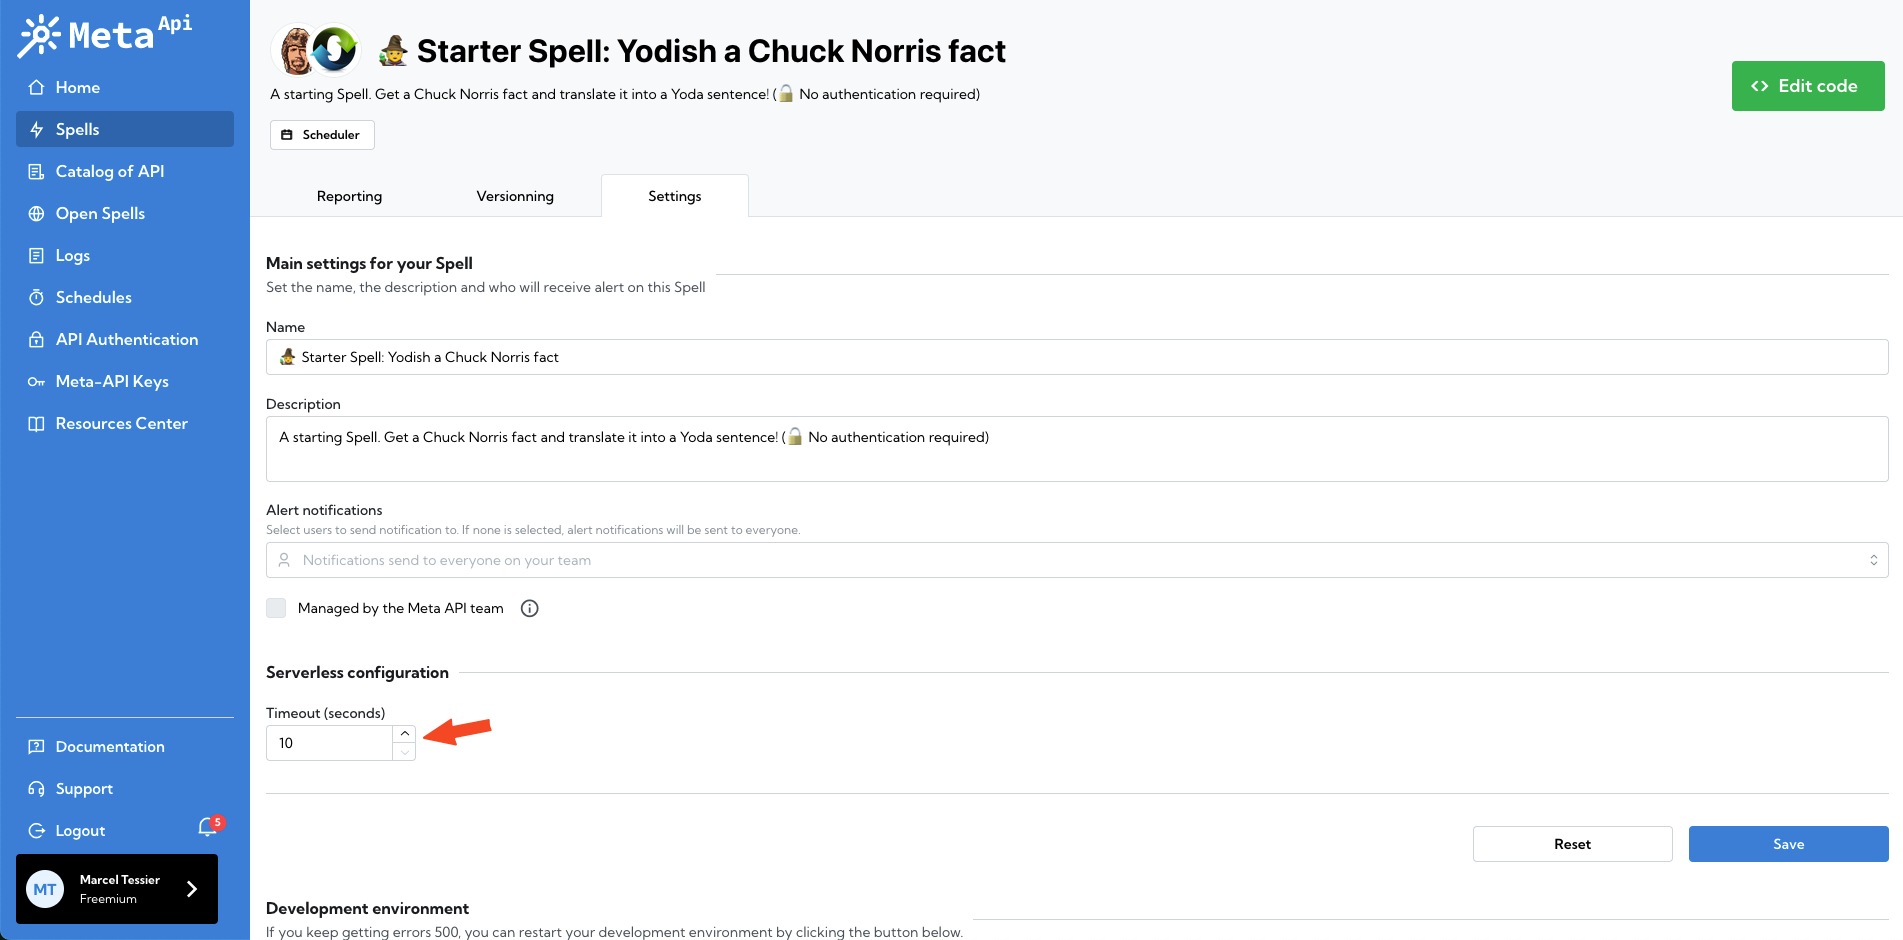 Meta Api
Home
Spells
Catalog of API
Open Spells
Logs
Schedules
API Authentication
Meta-API Keys
Resources Center
Documentation
Support
Logout
5
MT
Marcel Tessier
Freemium
Starter Spell: Yodish a Chuck Norris fact
A starting Spell. Get a Chuck Norris fact and translate it into a Yoda sentence! (🔒 No authentication required)
Edit code
Scheduler
Reporting
Versionning
Settings
Main settings for your Spell
Set the name, the description and who will receive alert on this Spell
Name
Starter Spell: Yodish a Chuck Norris fact
Description
A starting Spell. Get a Chuck Norris fact and translate it into a Yoda sentence! (🔒 No authentication required)
Alert notifications
Select users to send notification to. If none is selected, alert notifications will be sent to everyone.
Notifications send to everyone on your team
Managed by the Meta API team
Serverless configuration
Timeout (seconds)
10
Reset
Save
Development environment
If you keep getting errors 500, you can restart your development environment by clicking the button below.